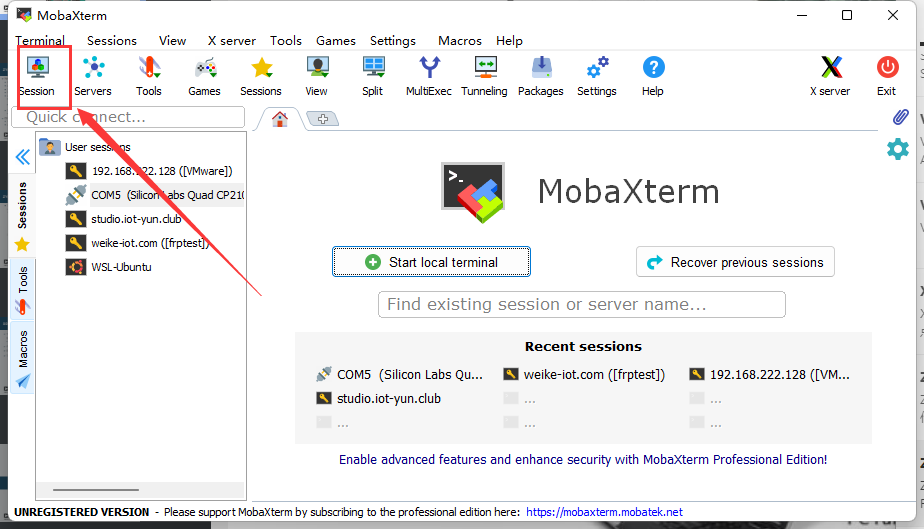 MobaXterm
Terminal Sessions View X server Tools Games Settings Macros Help
Session Servers Tools Games Sessions View Split MultiExec Tunneling Packages Settings Help X server Exit
Quick connect...
User sessions
192.168.222.128 ([VMware])
COM5 (Silicon Labs Quad CP210
studio.iot-yun.club
weike-iot.com ([frptest])
WSL-Ubuntu
Sessions
Tools
Macros
MobaXterm
Start local terminal
Recover previous sessions
Find existing session or server name...
Recent sessions
COM5 (Silicon Labs Qu... weike-iot.com ([frptest]) 192.168.222.128 ([VM...
studio.iot-yun.club ... ...
... ... ...
Enable advanced features and enhance security with MobaXterm Professional Edition!
UNREGISTERED VERSION - Please support MobaXterm by subscribing to the professional edition here: https://mobaxterm.mobatek.net